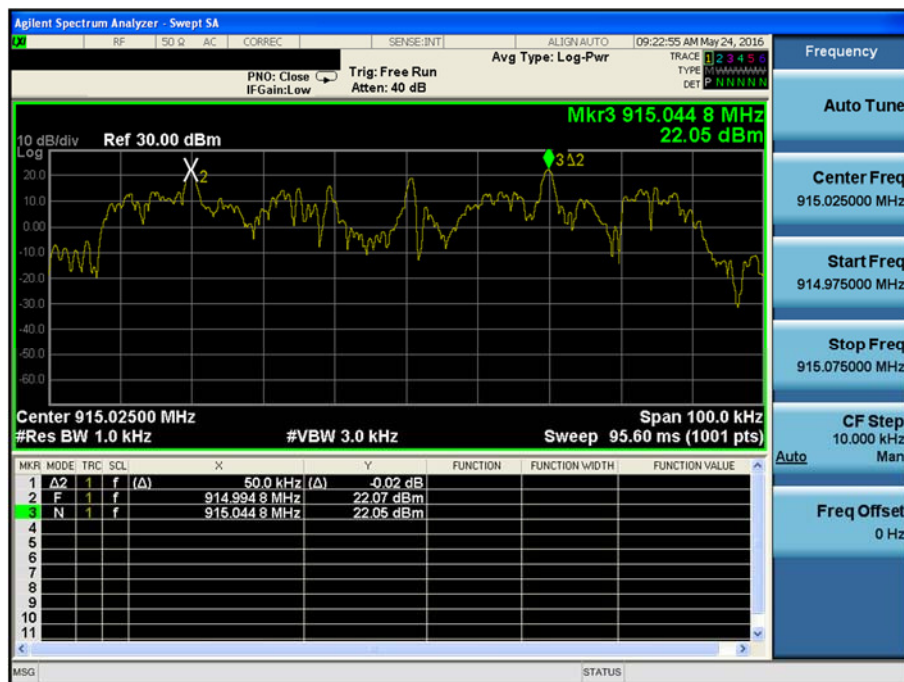 Agilent Spectrum Analyzer - Swept SA
LXI RF 50 Ω AC CORREC SENSE:INT ALIGN AUTO 09:22:55 AM May 24, 2016
PNO: Close Trig: Free Run Avg Type: Log-Pwr TRACE 1 2 3 4 5 6
IFGain:Low Atten: 40 dB TYPE
DET P N N N N N
Mkr3 915.044 8 MHz
22.05 dBm
10 dB/div Ref 30.00 dBm
Log
20.0
10.0
0.00
-10.0
-20.0
-30.0
-40.0
-50.0
-60.0
2
3 Δ2
Center 915.02500 MHz Span 100.0 kHz
#Res BW 1.0 kHz #VBW 3.0 kHz Sweep 95.60 ms (1001 pts)
MKR MODE TRC SCL X Y FUNCTION FUNCTION WIDTH FUNCTION VALUE
1 Δ2 1 f (Δ) 50.0 kHz (Δ) -0.02 dB
2 F 1 f 914.994 8 MHz 22.07 dBm
3 N 1 f 915.044 8 MHz 22.05 dBm
4
5
6
7
8
9
10
11
MSG STATUS
Frequency
Auto Tune
Center Freq
915.025000 MHz
Start Freq
914.975000 MHz
Stop Freq
915.075000 MHz
CF Step
10.000 kHz
Auto Man
Freq Offset
0 Hz